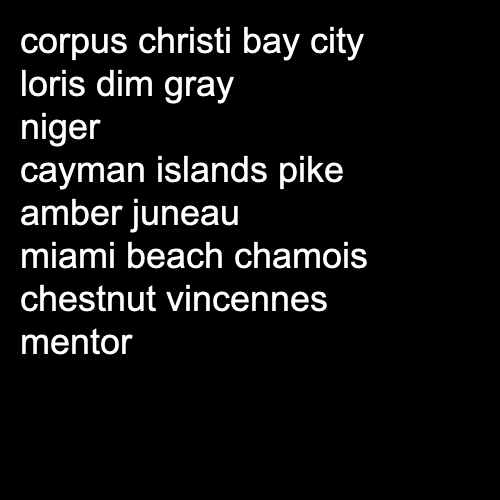 corpus christi bay city
loris dim gray
niger
cayman islands pike
amber juneau
miami beach chamois
chestnut vincennes
mentor